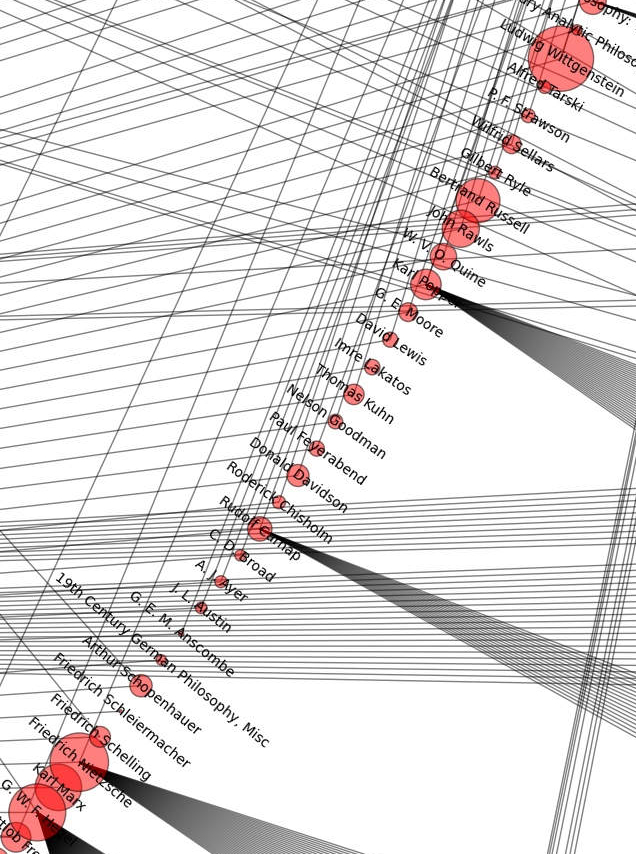 sophy:
ry Analytic Philoso
Ludwig Wittgenstein
Alfred Tarski
P. F. Strawson
Wilfrid Sellars
Gilbert Ryle
Bertrand Russell
John Rawls
W. V. O. Quine
Karl Popper
G. E. Moore
David Lewis
Imre Lakatos
Thomas Kuhn
Nelson Goodman
Paul Feyerabend
Donald Davidson
Roderick Chisholm
Rudolf Carnap
C. D. Broad
A. J. Ayer
J. L. Austin
G. E. M. Anscombe
19th Century German Philosophy, Misc
Arthur Schopenhauer
Friedrich Schleiermacher
Friedrich Schelling
Friedrich Nietzsche
Karl Marx
G. W. F. Hegel
ttlob Fre